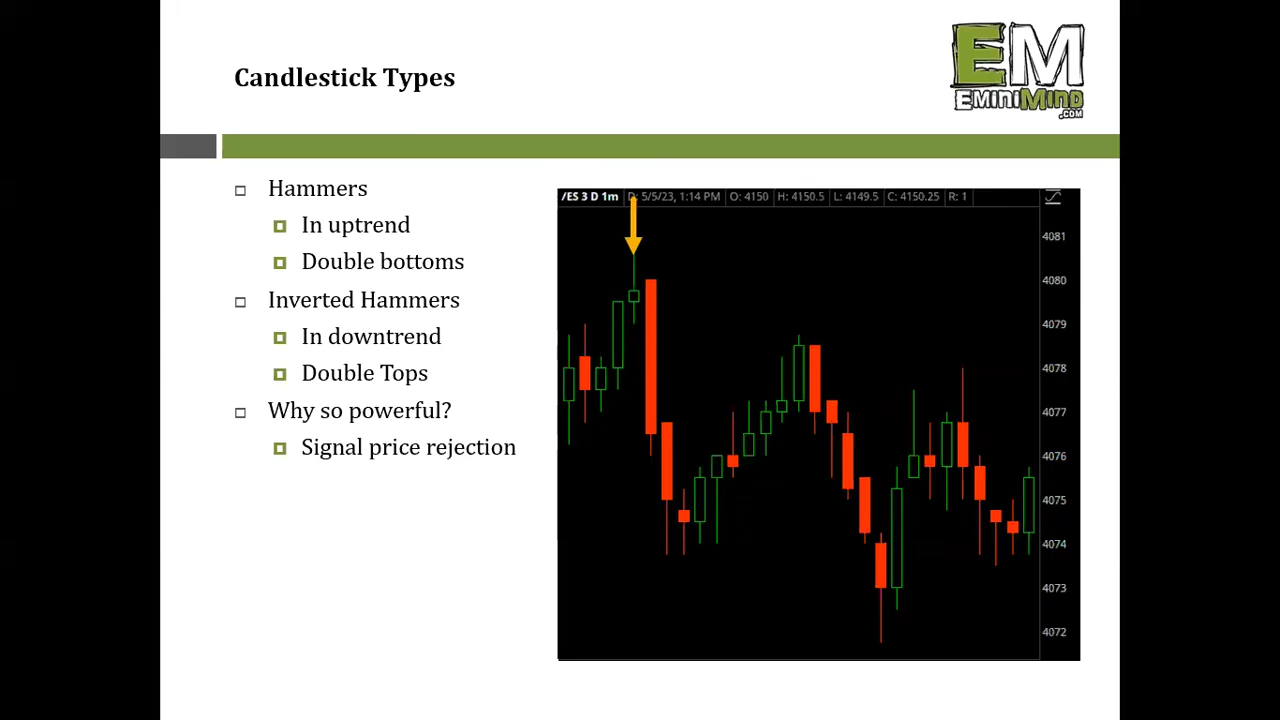 Candlestick Types
EM
EMINIMIND
.COM
Hammers
In uptrend
Double bottoms
Inverted Hammers
In downtrend
Double Tops
Why so powerful?
Signal price rejection
/ES 3 D 1m D: 5/5/23, 1:14 PM O: 4150 H: 4150.5 L: 4149.5 C: 4150.25 R: 1
4081
4080
4079
4078
4077
4076
4075
4074
4073
4072